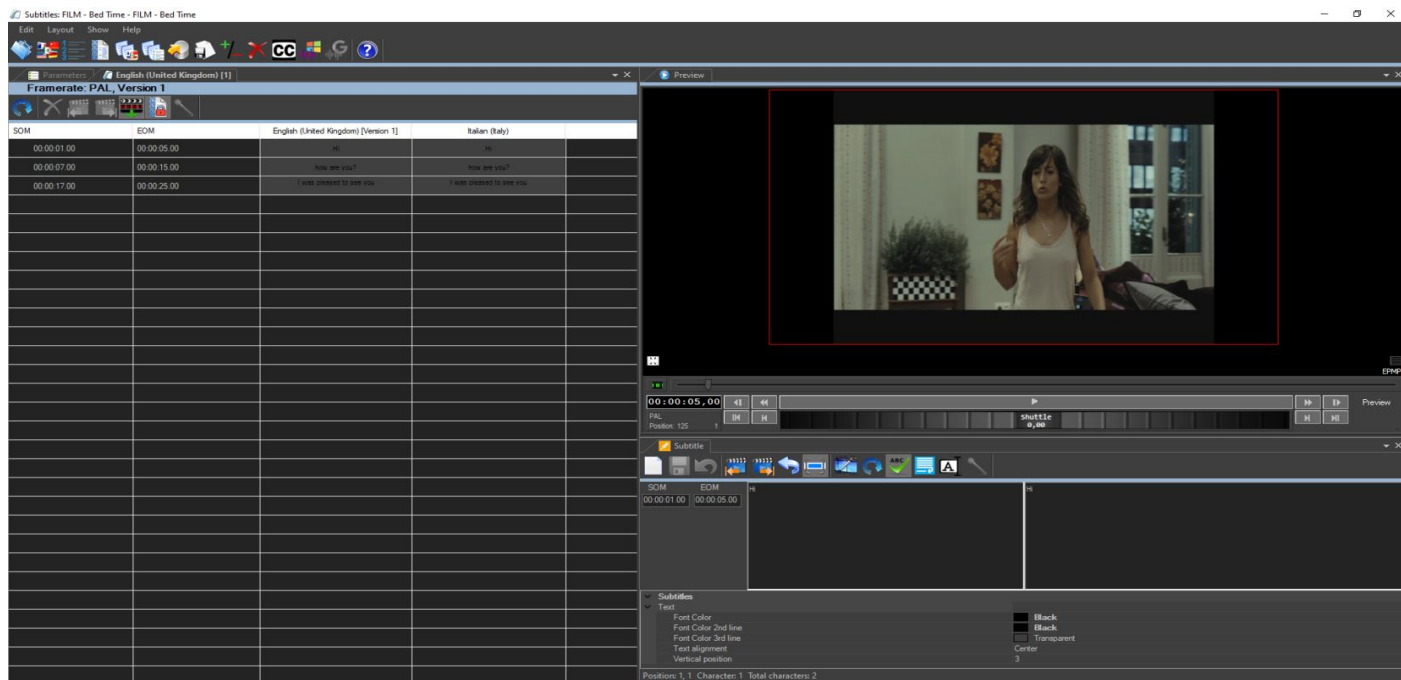 Subtitles: FILM - Bed Time - FILM - Bed Time
Edit Layout Show Help
CC G ?
Parameters English (United Kingdom) [1]
Framerate: PAL, Version 1
SOM EOM English (United Kingdom) [Version 1] Italian (Italy)
00:00:01.00 00:00:05.00 Hi Hi
00:00:07.00 00:00:15.00 how are you? how are you?
00:00:17.00 00:00:25.00 I was pleased to see you I was pleased to see you
Preview
EPMP
00:00:05,00 Preview
PAL
Position: 125 1
shuttle
0,00
Subtitle
ABC A
SOM EOM
00:00:01.00 00:00:05.00 Hi Hi
Subtitles
Text
Font Color Black
Font Color 2nd line Black
Font Color 3rd line Transparent
Text alignment Center
Vertical position 3
Position: 1, 1 Character: 1 Total characters: 2